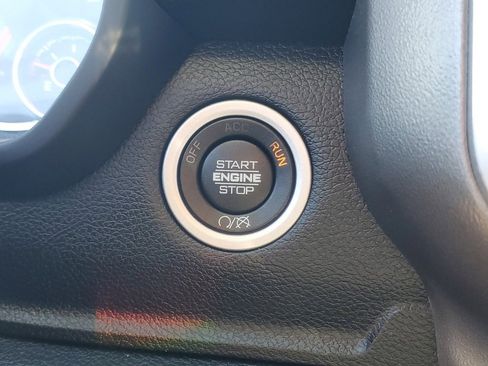 OFF ACC RUN
START
ENGINE
STOP
E